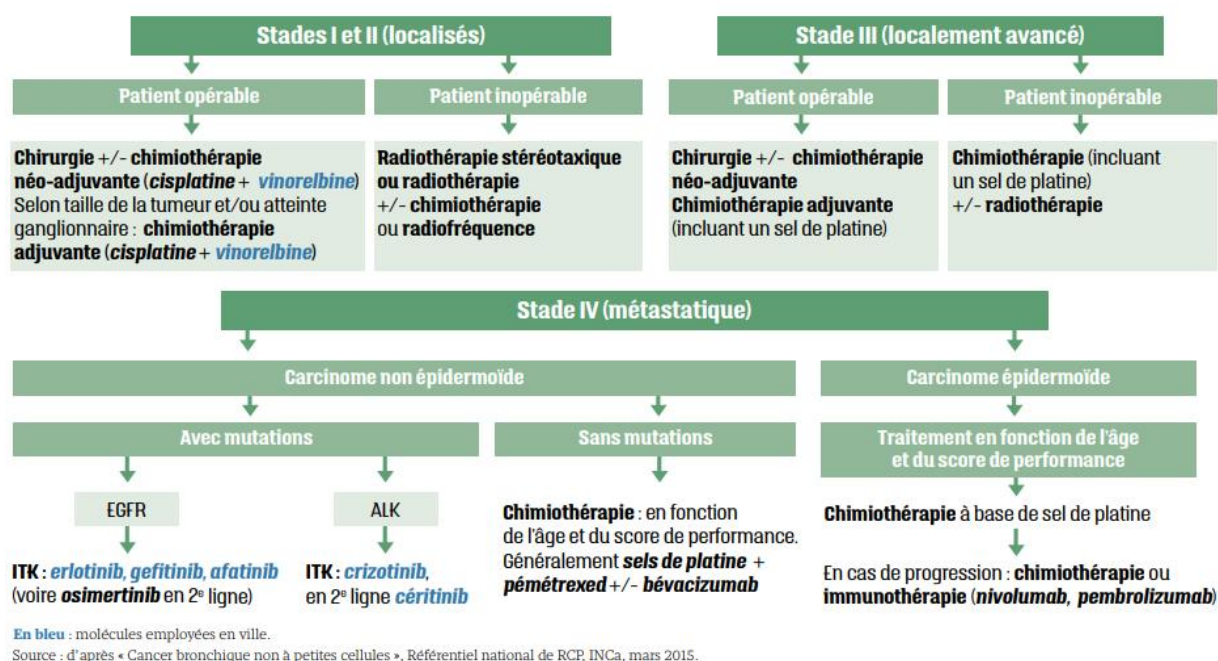 Stades I et II (localisés)
Patient opérable
Chirurgie +/- chimiothérapie
néo-adjuvante (cisplatine + vinorelbine)
Selon taille de la tumeur et/ou atteinte
ganglionnaire : chimiothérapie
adjuvante (cisplatine + vinorelbine)
Patient inopérable
Radiothérapie stéréotaxique
ou radiothérapie
+/- chimiothérapie
ou radiofréquence
Stade III (localement avancé)
Patient opérable
Chirurgie +/- chimiothérapie
néo-adjuvante
Chimiothérapie adjuvante
(incluant un sel de platine)
Patient inopérable
Chimiothérapie (incluant
un sel de platine)
+/- radiothérapie
Stade IV (métastatique)
Carcinome non épidermoïde
Avec mutations
EGFR
ITK : erlotinib, gefitinib, afatinib
(voire osimertinib en 2e ligne)
ALK
ITK : crizotinib,
en 2e ligne céritinib
Sans mutations
Chimiothérapie : en fonction
de l'âge et du score de performance.
Généralement sels de platine +
pémétrexed +/- bévacizumab
Carcinome épidermoïde
Traitement en fonction de l'âge
et du score de performance
Chimiothérapie à base de sel de platine
En cas de progression : chimiothérapie ou
immunothérapie (nivolumab, pembrolizumab)
En bleu : molécules employées en ville.
Source : d'après « Cancer bronchique non à petites cellules », Référentiel national de RCP, INCa, mars 2015.